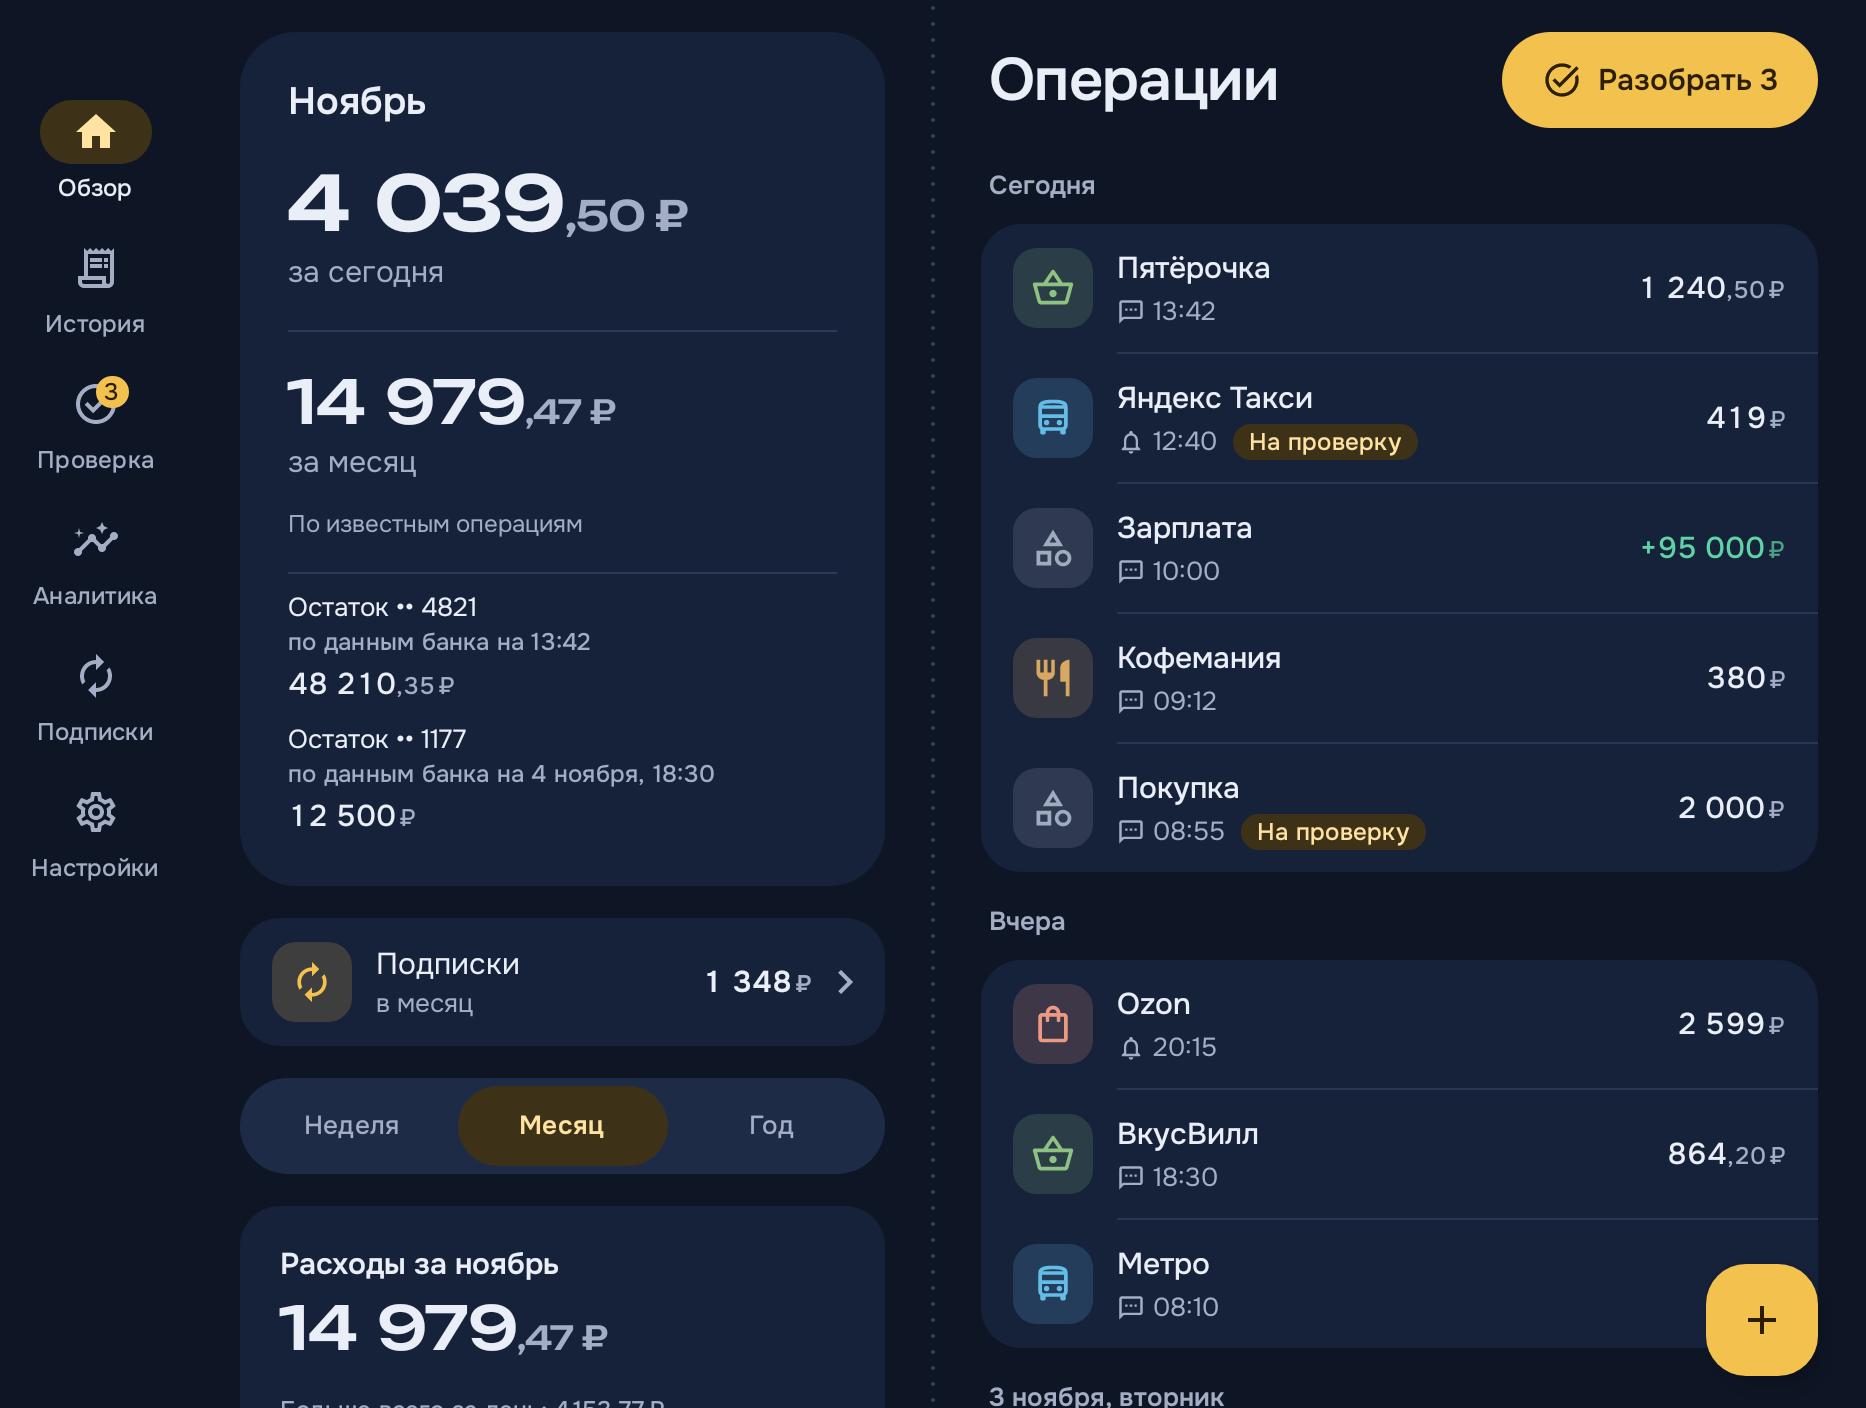 Обзор
История
3
Проверка
Аналитика
Подписки
Настройки
Ноябрь
4 039,50 ₽
за сегодня
14 979,47 ₽
за месяц
По известным операциям
Остаток •• 4821
по данным банка на 13:42
48 210,35 ₽
Остаток •• 1177
по данным банка на 4 ноября, 18:30
12 500 ₽
Подписки
в месяц
1 348 ₽
Неделя
Месяц
Год
Расходы за ноябрь
14 979,47 ₽
Операции
Разобрать 3
Сегодня
Пятёрочка
13:42
1 240,50 ₽
Яндекс Такси
12:40
На проверку
419 ₽
Зарплата
10:00
+95 000 ₽
Кофемания
09:12
380 ₽
Покупка
08:55
На проверку
2 000 ₽
Вчера
Ozon
20:15
2 599 ₽
ВкусВилл
18:30
864,20 ₽
Метро
08:10
3 ноября, вторник